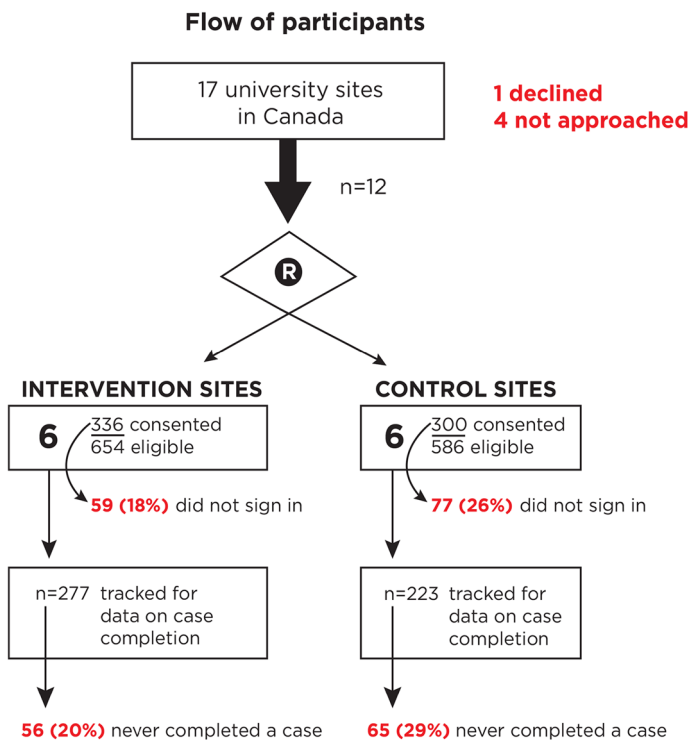 Flow of participants
17 university sites
in Canada
1 declined
4 not approached
n=12
R
INTERVENTION SITES
6
336 consented
654 eligible
59 (18%) did not sign in
n=277 tracked for
data on case
completion
56 (20%) never completed a case
CONTROL SITES
6
300 consented
586 eligible
77 (26%) did not sign in
n=223 tracked for
data on case
completion
65 (29%) never completed a case